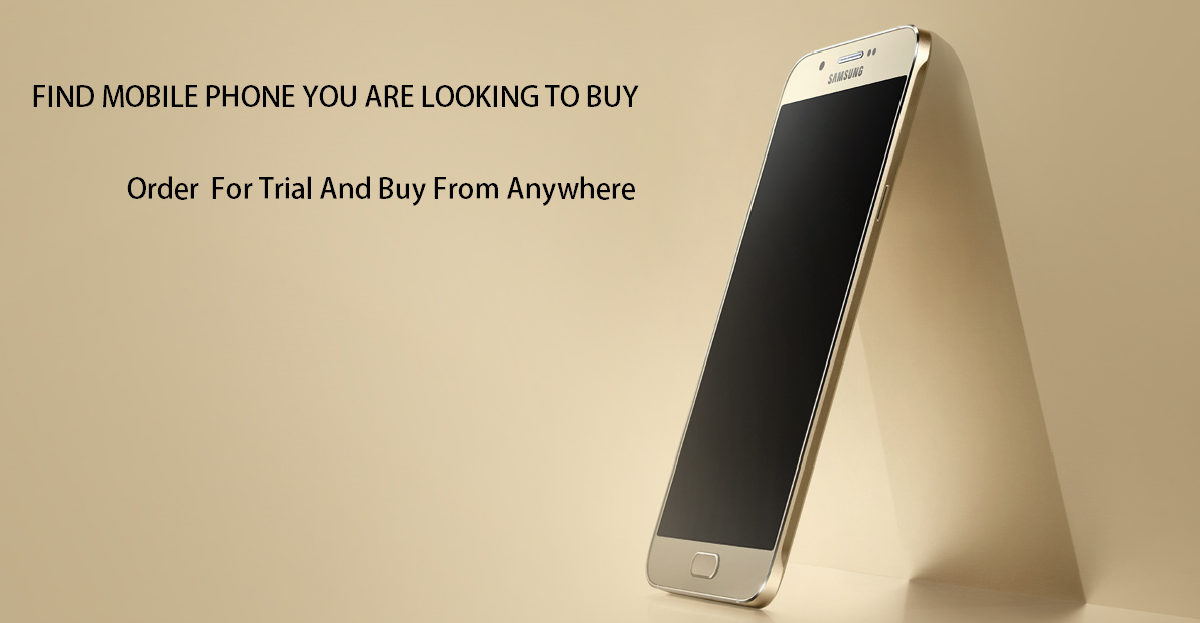 FIND MOBILE PHONE YOU ARE LOOKING TO BUY
Order For Trial And Buy From Anywhere
SAMSUNG